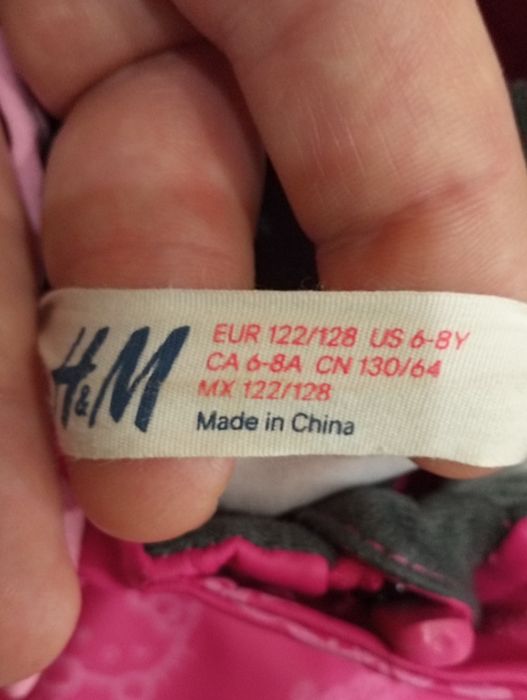 H&M
EUR 122/128 US 6-8Y
CA 6-8A CN 130/64
MX 122/128
Made in China